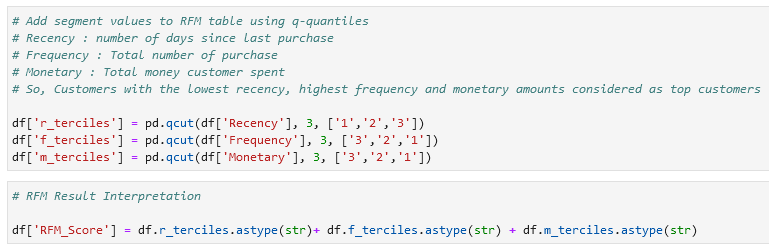 # Add segment values to RFM table using q-quantiles
# Recency : number of days since last purchase
# Frequency : Total number of purchase
# Monetary : Total money customer spent
# So, Customers with the lowest recency, highest frequency and monetary amounts considered as top customers
df['r_terciles'] = pd.qcut(df['Recency'], 3, ['1','2','3'])
df['f_terciles'] = pd.qcut(df['Frequency'], 3, ['3','2','1'])
df['m_terciles'] = pd.qcut(df['Monetary'], 3, ['3','2','1'])
# RFM Result Interpretation
df['RFM_Score'] = df.r_terciles.astype(str)+ df.f_terciles.astype(str) + df.m_terciles.astype(str)